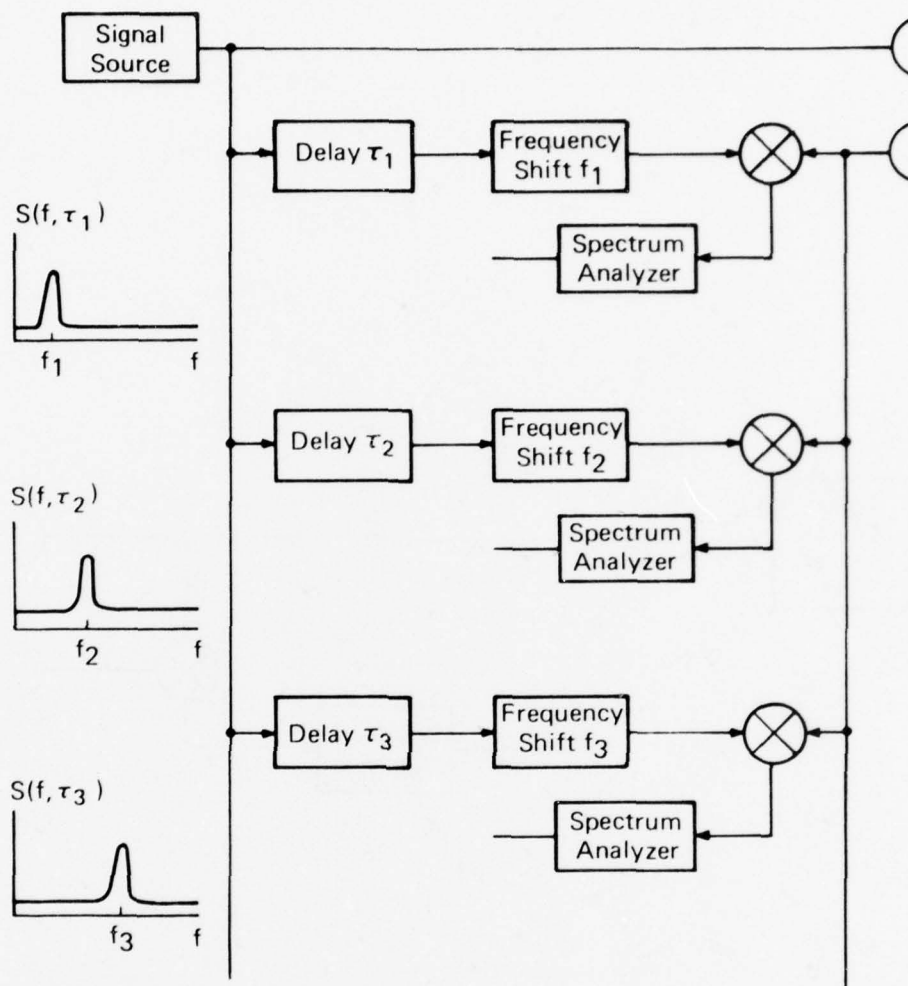 Signal
Source
Delay τ1
Frequency
Shift f1
S(f, τ1)
Spectrum
Analyzer
f1 f
Delay τ2
Frequency
Shift f2
S(f, τ2)
Spectrum
Analyzer
f2 f
Delay τ3
Frequency
Shift f3
S(f, τ3)
Spectrum
Analyzer
f3 f